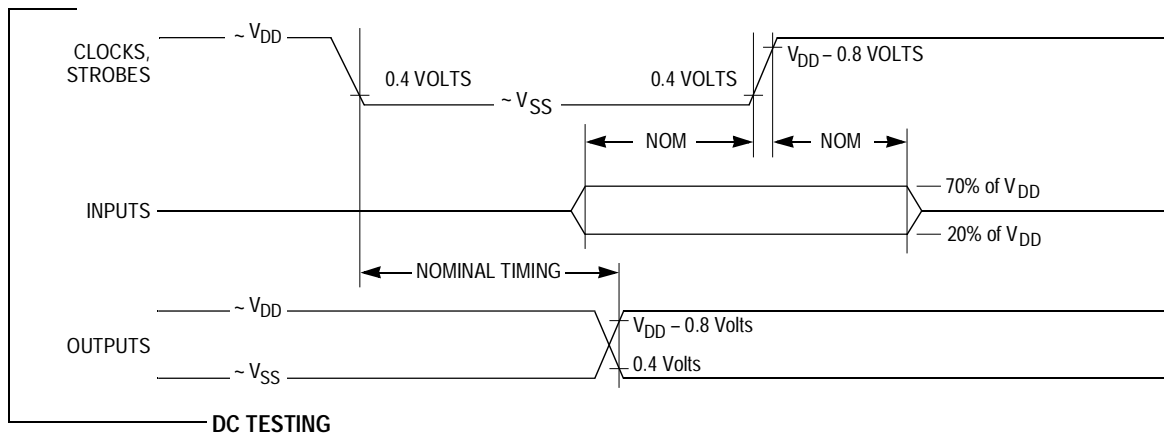 CLOCKS,
STROBES
~ VDD
0.4 VOLTS
~ VSS
0.4 VOLTS
VDD – 0.8 VOLTS
NOM
NOM
INPUTS
70% of VDD
20% of VDD
NOMINAL TIMING
OUTPUTS
~ VDD
~ VSS
VDD – 0.8 Volts
0.4 Volts
DC TESTING